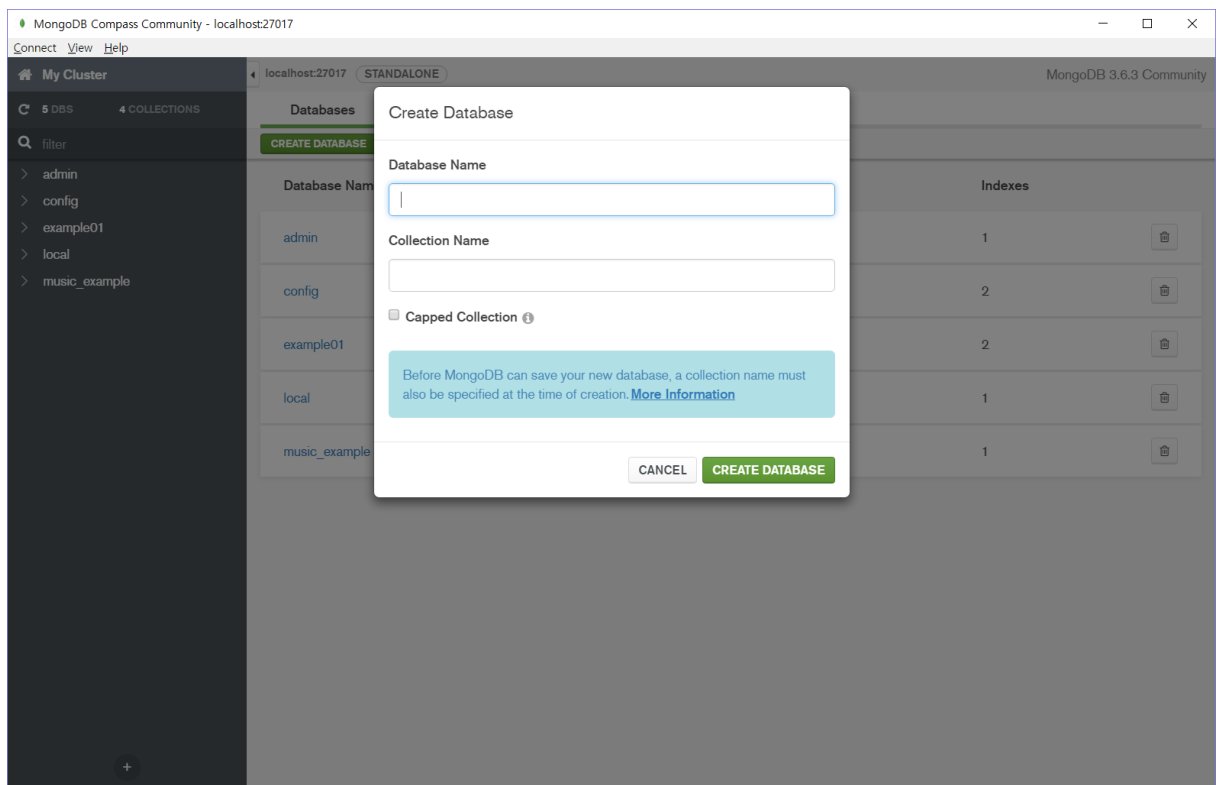 MongoDB Compass Community - localhost:27017
Connect View Help
My Cluster
localhost:27017 STANDALONE
MongoDB 3.6.3 Community
5 DBS 4 COLLECTIONS
Databases
filter
CREATE DATABASE
admin
config
example01
local
music_example
Database Nam
Indexes
admin 1
config 2
example01 2
local 1
music_example 1
Create Database
Database Name
Collection Name
Capped Collection
Before MongoDB can save your new database, a collection name must
also be specified at the time of creation. More Information
CANCEL CREATE DATABASE